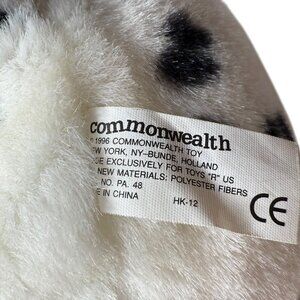 commonwealth
© 1996 COMMONWEALTH TOY
NEW YORK, NY-BUNDE, HOLLAND
EXCLUSIVELY FOR TOYS "R" US
NEW MATERIALS: POLYESTER FIBERS
NO. PA. 48
IN CHINA HK-12
CE